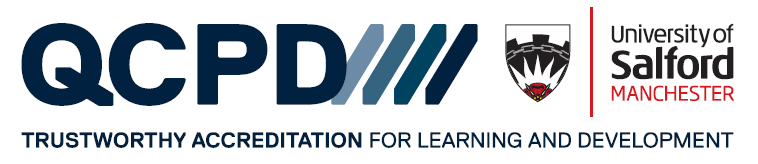 QCPD
University of
Salford
MANCHESTER
TRUSTWORTHY ACCREDITATION FOR LEARNING AND DEVELOPMENT